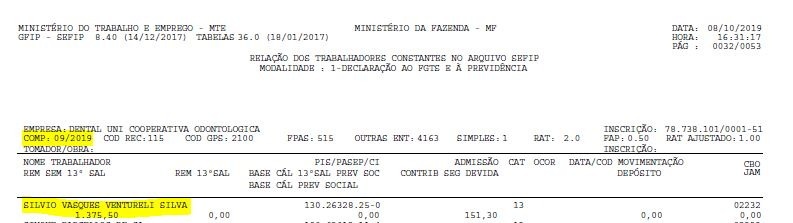 MINISTÉRIO DO TRABALHO E EMPREGO - MTE MINISTÉRIO DA FAZENDA - MF DATA: 08/10/2019
GFIP - SEFIP 8.40 (14/12/2017) TABELAS 36.0 (18/01/2017) HORA: 16:31:17
PÁG : 0032/0053
RELAÇÃO DOS TRABALHADORES CONSTANTES NO ARQUIVO SEFIP
MODALIDADE : 1-DECLARAÇÃO AO FGTS E À PREVIDÊNCIA
EMPRESA: DENTAL UNI COOPERATIVA ODONTOLOGICA INSCRIÇÃO: 78.738.101/0001-51
COMP: 09/2019 COD REC:115 COD GPS: 2100 FPAS: 515 OUTRAS ENT: 4163 SIMPLES: 1 RAT: 2.0 FAP: 0.50 RAT AJUSTADO: 1.00
TOMADOR/OBRA: INSCRIÇÃO:
NOME TRABALHADOR PIS/PASEP/CI ADMISSÃO CAT OCOR DATA/COD MOVIMENTAÇÃO CBO
REM SEM 13° SAL REM 13°SAL BASE CÁL 13°SAL PREV SOC CONTRIB SEG DEVIDA DEPÓSITO JAM
BASE CÁL PREV SOCIAL
SILVIO VASQUES VENTURELI SILVA 130.26328.25-0 13 02232
1.375,50 0,00 0,00 151,30 0,00 0,00